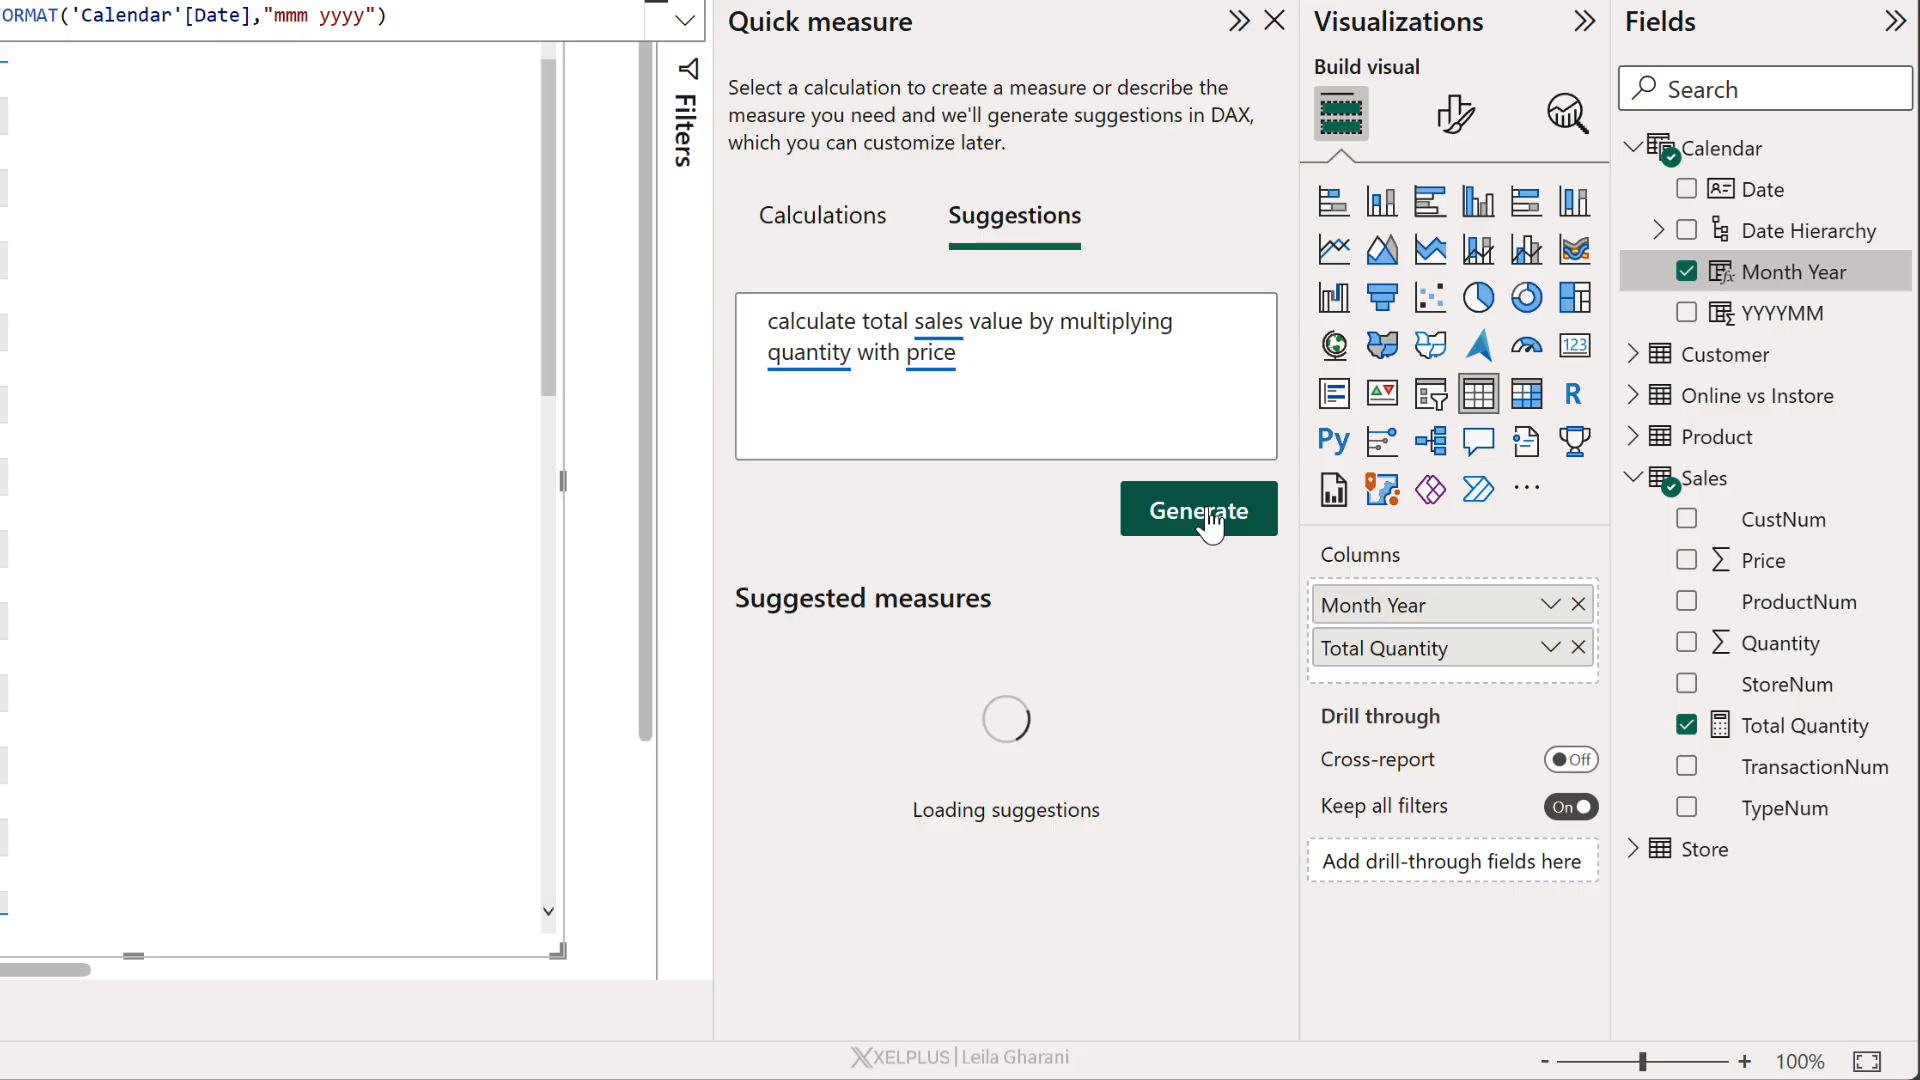 ORMAT('Calendar'[Date],"mmm yyyy")
Filters
Quick measure
Select a calculation to create a measure or describe the
measure you need and we'll generate suggestions in DAX,
which you can customize later.
Calculations
Suggestions
calculate total sales value by multiplying
quantity with price
Generate
Suggested measures
Loading suggestions
Visualizations
Build visual
123
R
Py
Columns
Month Year
Total Quantity
Drill through
Cross-report
Off
Keep all filters
On
Add drill-through fields here
Fields
Search
Calendar
Date
Date Hierarchy
Month Year
YYYYMM
Customer
Online vs Instore
Product
Sales
CustNum
Price
ProductNum
Quantity
StoreNum
Total Quantity
TransactionNum
TypeNum
Store
XELPLUS | Leila Gharani
- + 100%